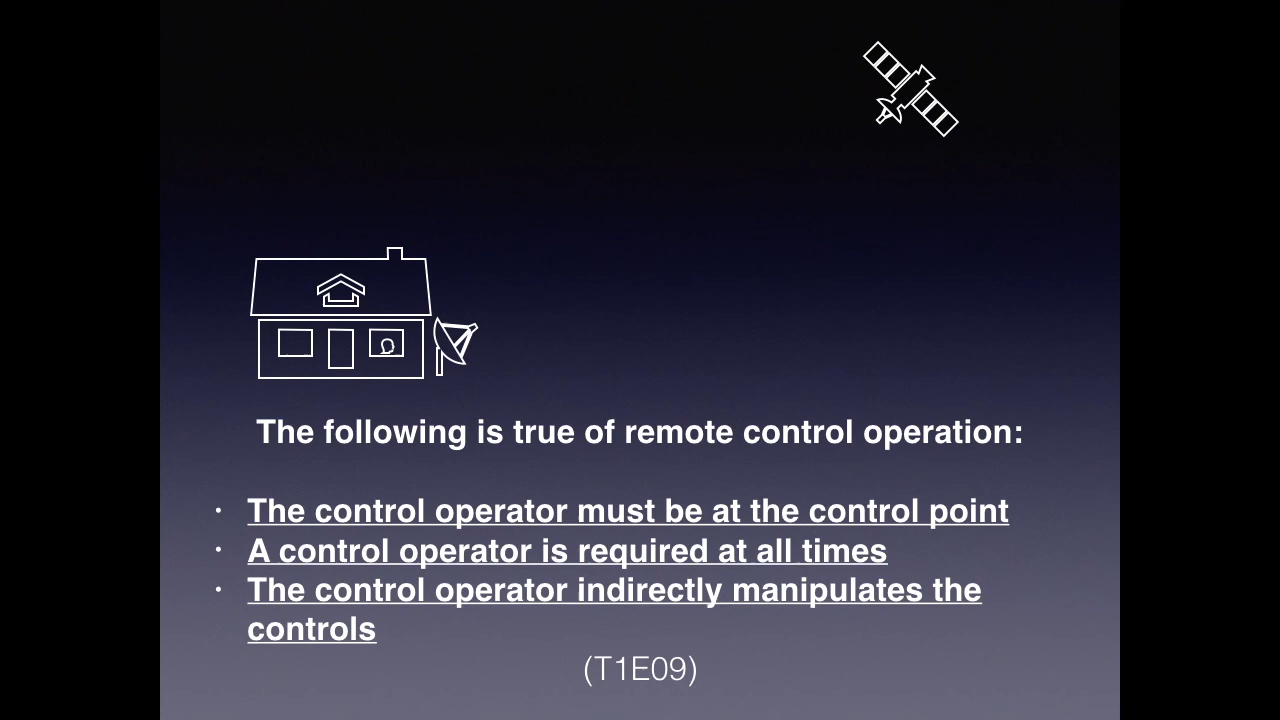 The following is true of remote control operation:
· The control operator must be at the control point
· A control operator is required at all times
· The control operator indirectly manipulates the
controls
(T1E09)